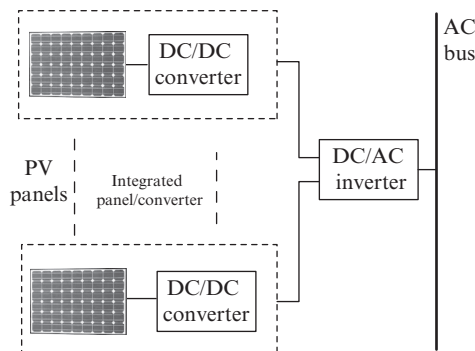 DC/DC
converter
AC
bus
PV
panels
Integrated
panel/converter
DC/AC
inverter
DC/DC
converter